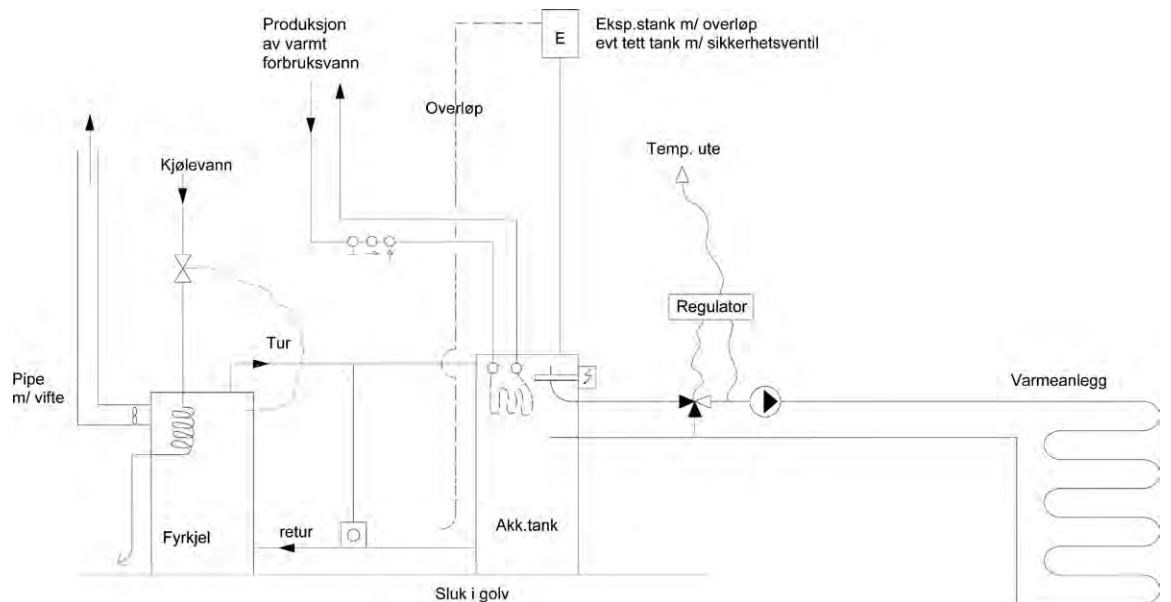 Produksjon
av varmt
forbruksvann
E
Eksp.stank m/ overløp
evt tett tank m/ sikkerhetsventil
Overløp
Temp. ute
Kjølevann
Regulator
Tur
Pipe
m/ vifte
Varmeanlegg
Fyrkjel
retur
Akk.tank
Sluk i golv